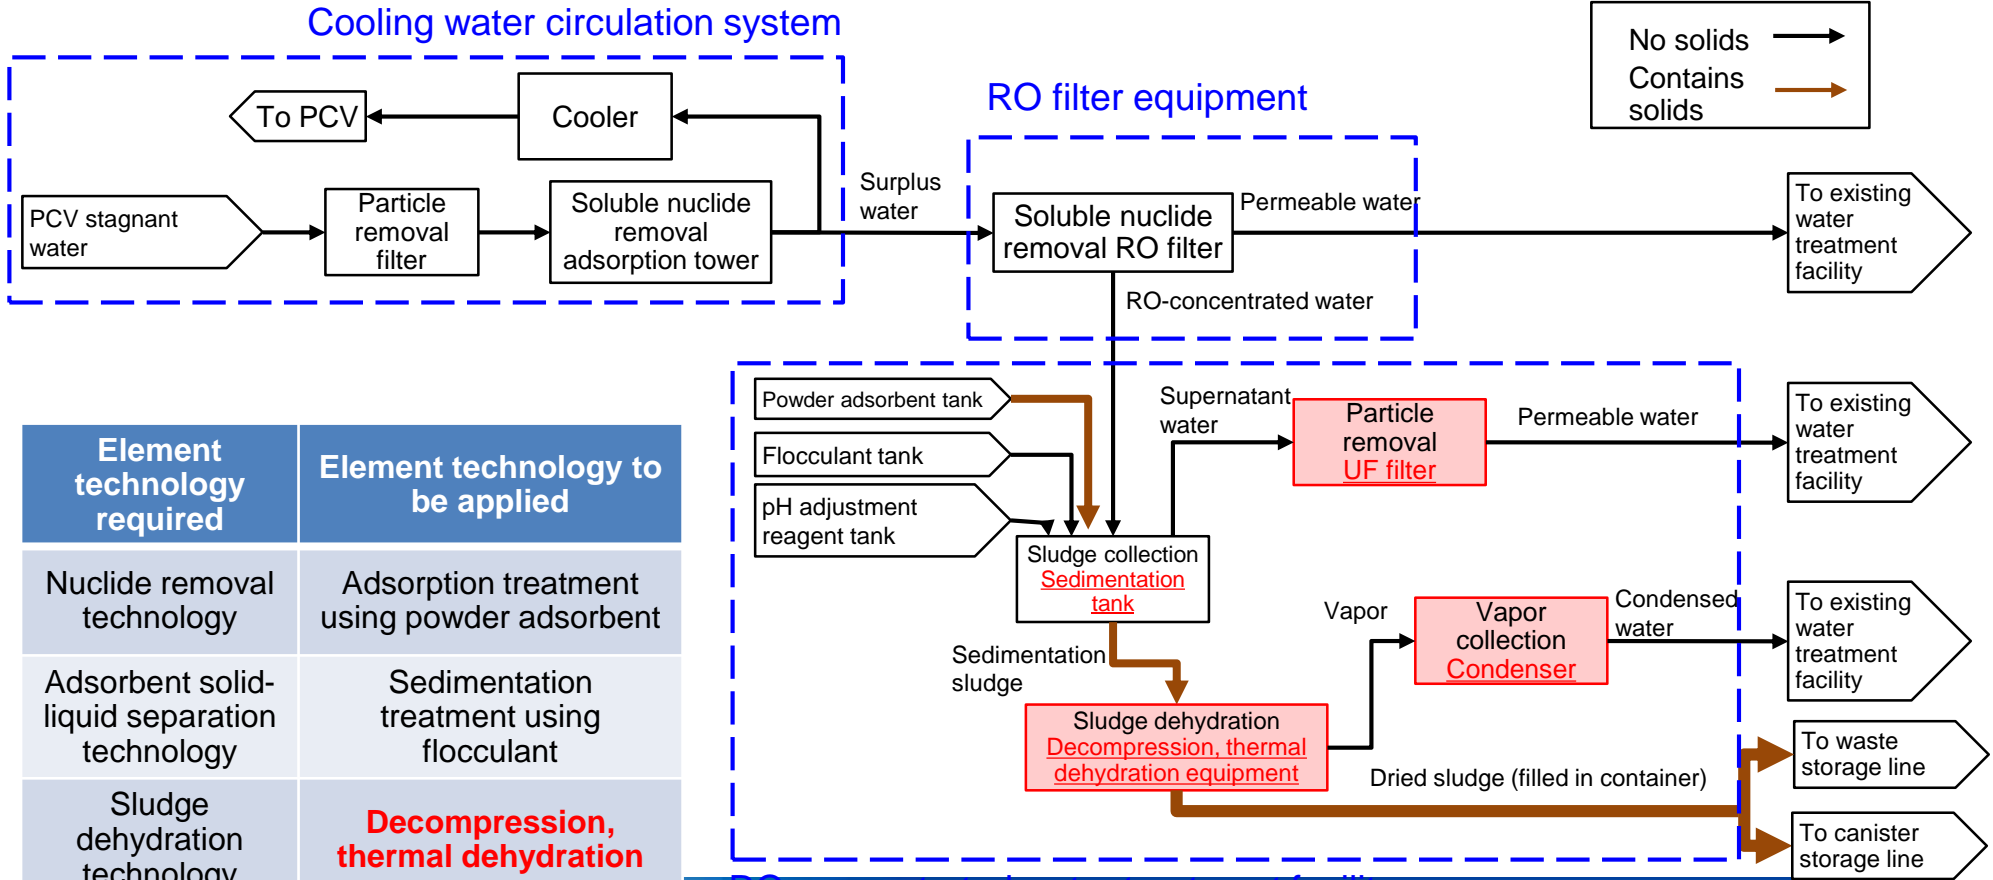 Cooling water circulation system
No solids
Contains
solids
RO filter equipment
To PCV
Cooler
PCV stagnant
water
Particle
removal
filter
Soluble nuclide
removal
adsorption tower
Surplus
water
Soluble nuclide
removal RO filter
Permeable water
To existing
water
treatment
facility
RO-concentrated water
Powder adsorbent tank
Flocculant tank
pH adjustment
reagent tank
Supernatant
water
Particle
removal
UF filter
Permeable water
To existing
water
treatment
facility
Sludge collection
Sedimentation
tank
Sedimentation
sludge
Vapor
Vapor
collection
Condenser
Condensed
water
To existing
water
treatment
facility
Sludge dehydration
Decompression, thermal
dehydration equipment
Dried sludge (filled in container)
To waste
storage line
To canister
storage line
Element
technology
required
Element technology to
be applied
Nuclide removal
technology
Adsorption treatment
using powder adsorbent
Adsorbent solid-
liquid separation
technology
Sedimentation
treatment using
flocculant
Sludge
dehydration
technology
Decompression,
thermal dehydration